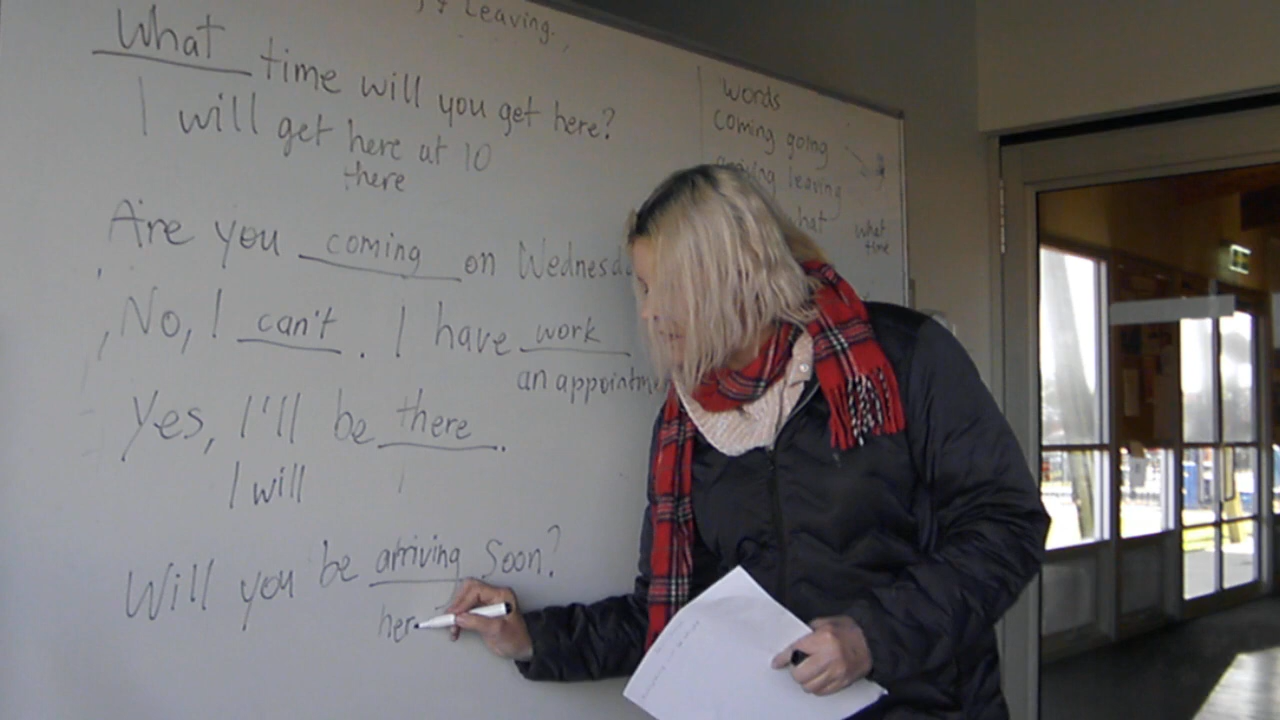 & Leaving.
What time will you get here?
I will get here at 10
there
Are you coming on Wednesd
No, I can't. I have work
an appointmen
Yes, I'll be there.
I will
Will you be arriving soon?
her
words
coming going
arriving leaving
what
what
time